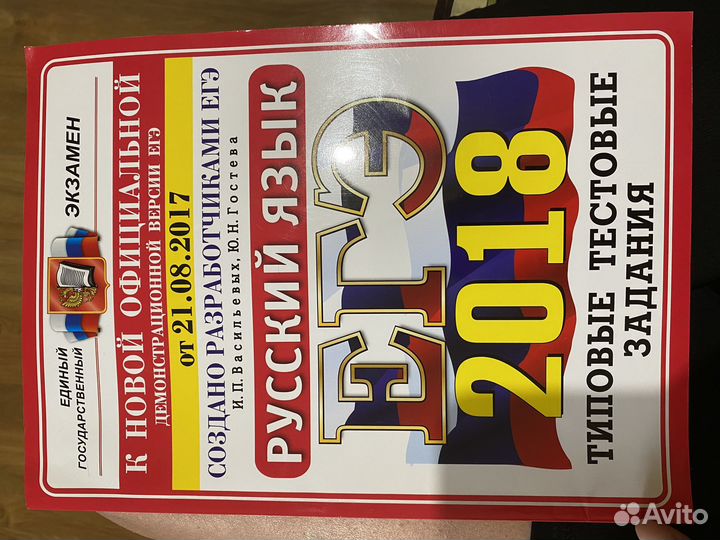 ЕДИНЫЙ
ГОСУДАРСТВЕННЫЙ
ЭКЗАМЕН
К НОВОЙ ОФИЦИАЛЬНОЙ
ДЕМОНСТРАЦИОННОЙ ВЕРСИИ ЕГЭ
от 21.08.2017
СОЗДАНО РАЗРАБОТЧИКАМИ ЕГЭ
И.П. Васильевых, Ю.Н. Гостева
РУССКИЙ ЯЗЫК
ЕГЭ
2018
ТИПОВЫЕ ТЕСТОВЫЕ
ЗАДАНИЯ
Avito